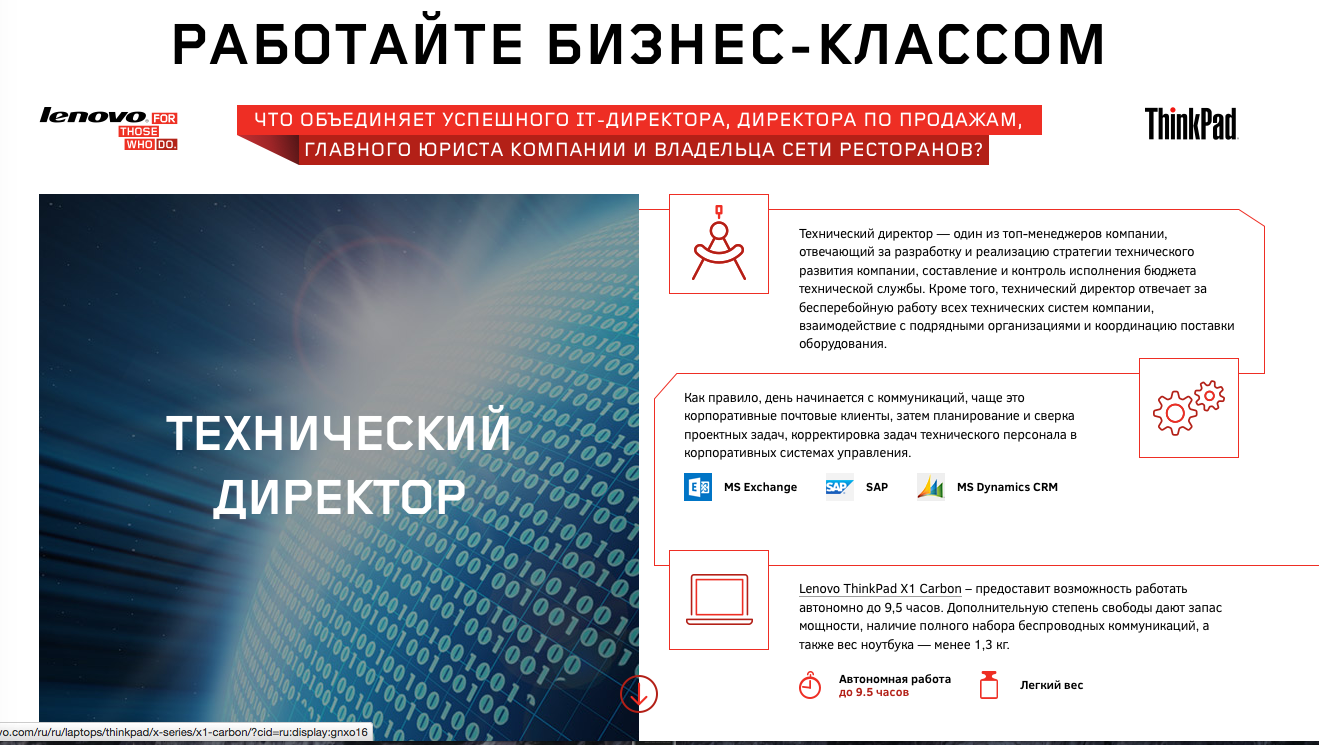 РАБОТАЙТЕ БИЗНЕС-КЛАССОМ
lenovo FOR
THOSE
WHO DO.
ЧТО ОБЪЕДИНЯЕТ УСПЕШНОГО IT-ДИРЕКТОРА, ДИРЕКТОРА ПО ПРОДАЖАМ,
ГЛАВНОГО ЮРИСТА КОМПАНИИ И ВЛАДЕЛЬЦА СЕТИ РЕСТОРАНОВ?
ThinkPad
ТЕХНИЧЕСКИЙ
ДИРЕКТОР
Технический директор — один из топ-менеджеров компании,
отвечающий за разработку и реализацию стратегии технического
развития компании, составление и контроль исполнения бюджета
технической службы. Кроме того, технический директор отвечает за
бесперебойную работу всех технических систем компании,
взаимодействие с подрядными организациями и координацию поставки
оборудования.
Как правило, день начинается с коммуникаций, чаще это
корпоративные почтовые клиенты, затем планирование и сверка
проектных задач, корректировка задач технического персонала в
корпоративных системах управления.
MS Exchange SAP SAP MS Dynamics CRM
Lenovo ThinkPad X1 Carbon – предоставит возможность работать
автономно до 9,5 часов. Дополнительную степень свободы дают запас
мощности, наличие полного набора беспроводных коммуникаций, а
также вес ноутбука — менее 1,3 кг.
Автономная работа
до 9.5 часов
Легкий вес
vo.com/ru/ru/laptops/thinkpad/x-series/x1-carbon/?cid=ru:display:gnxo16